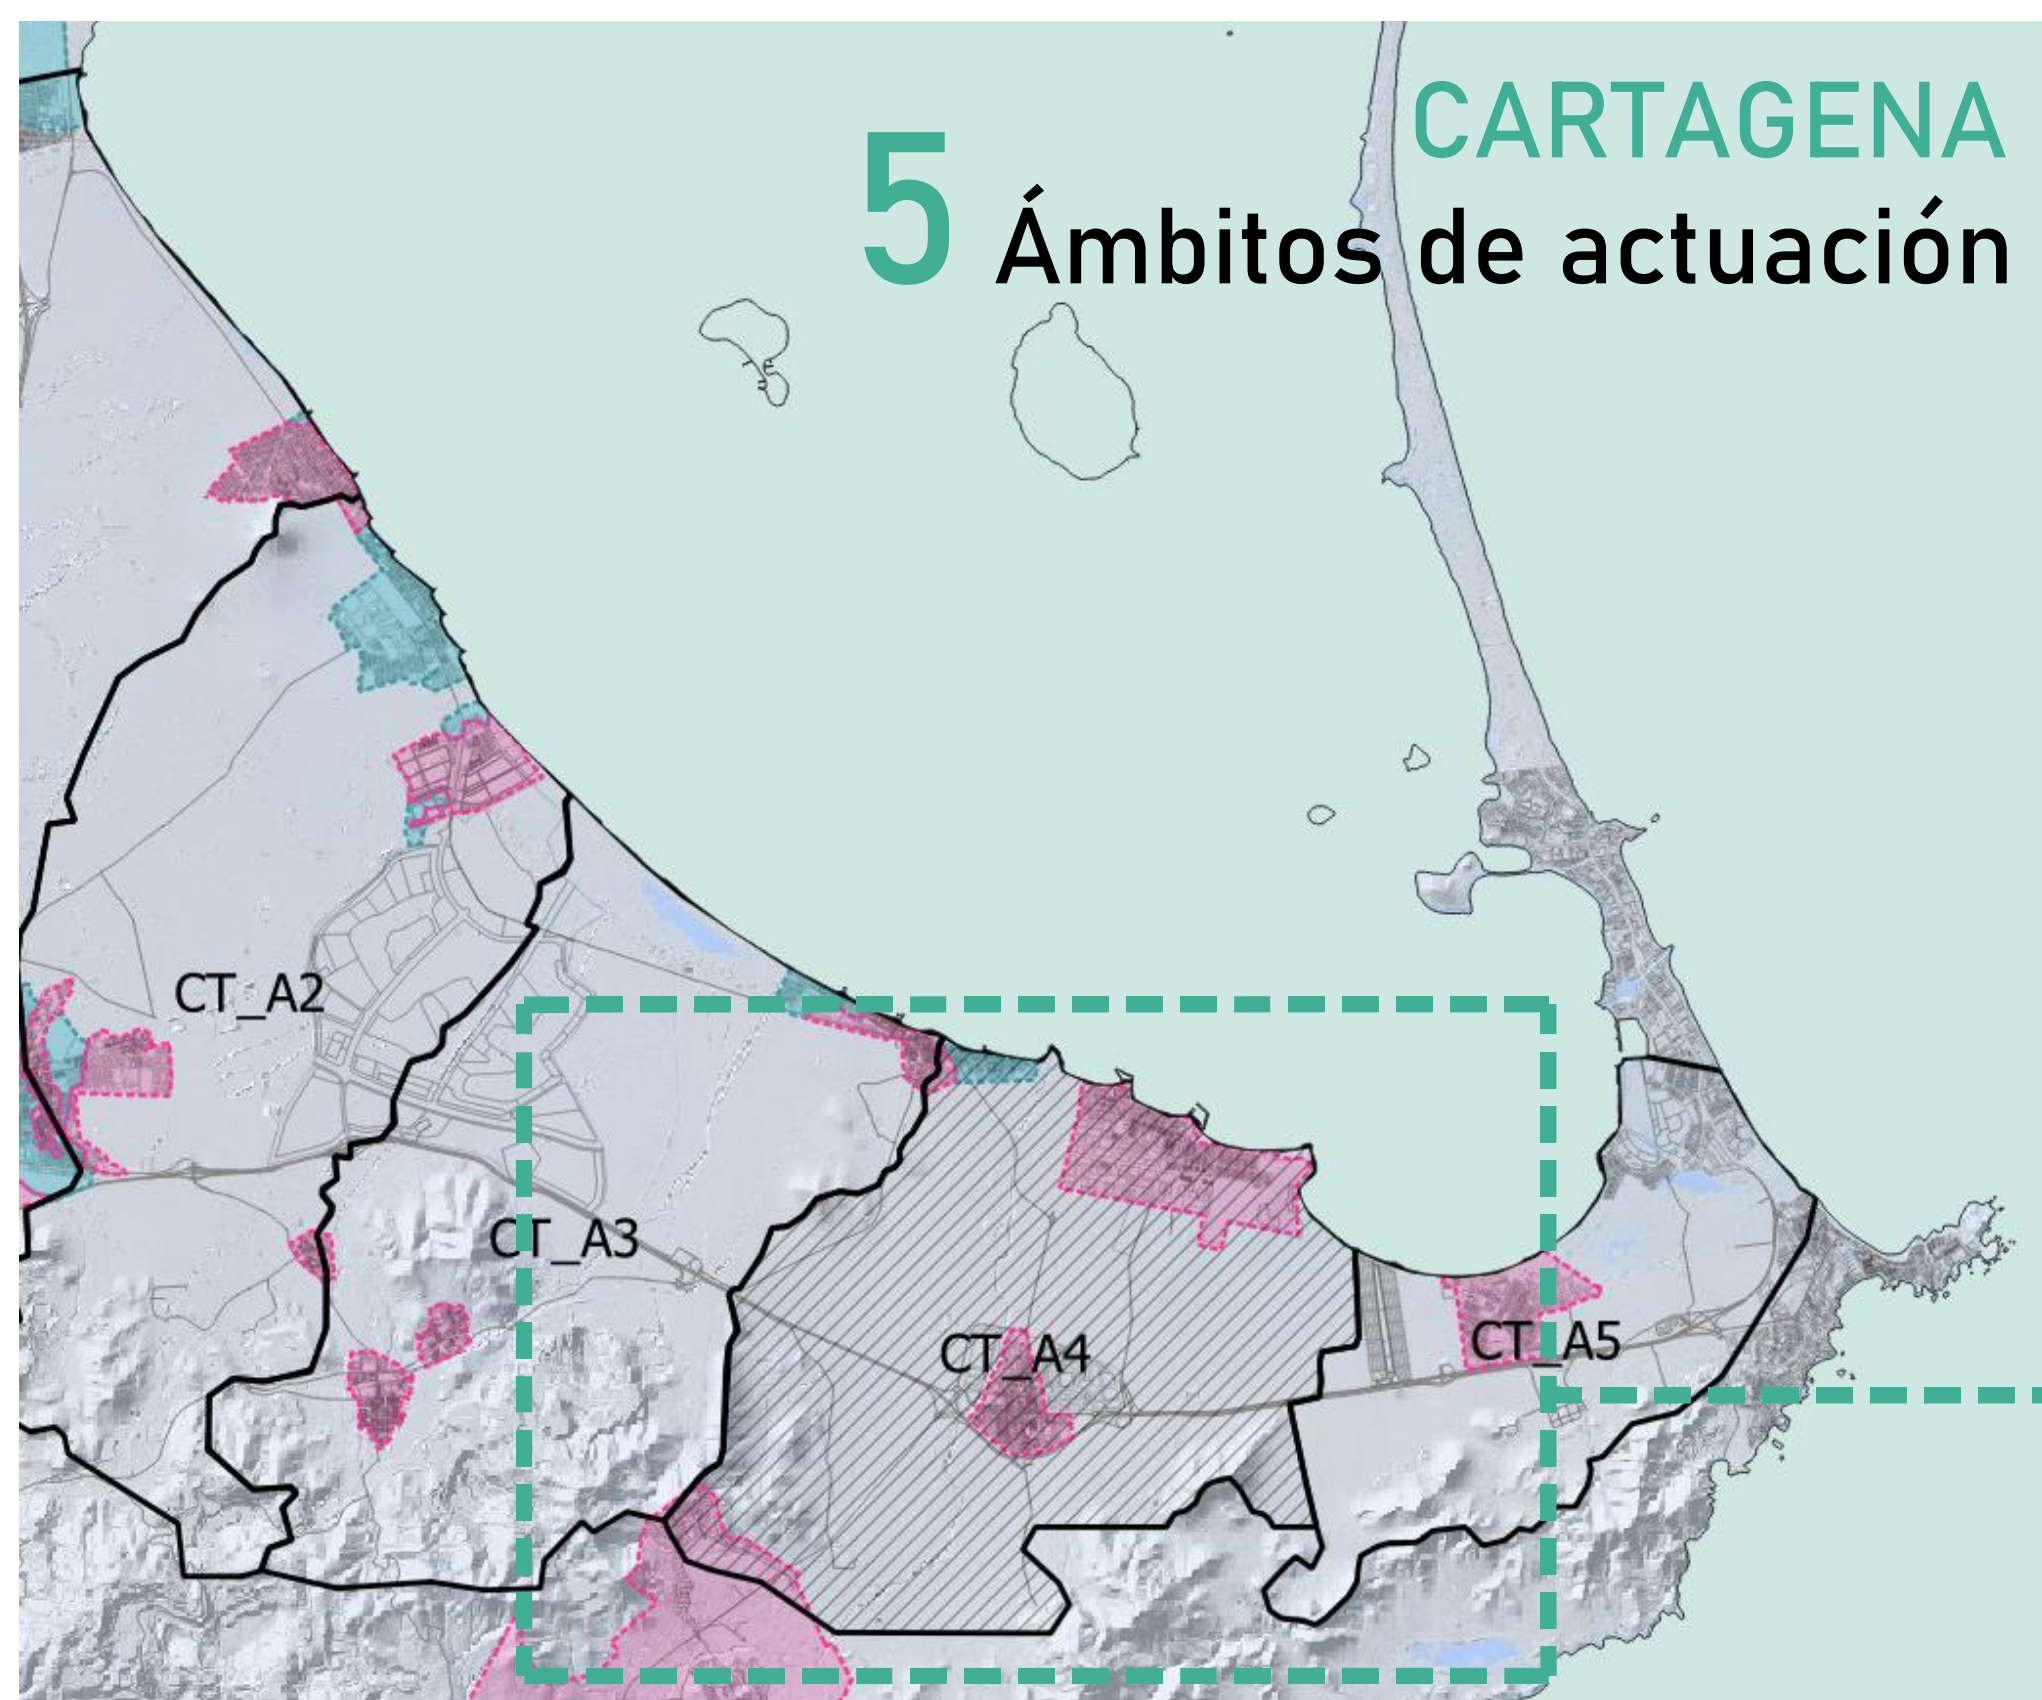 CARTAGENA
5 Ámbitos de actuación
CT_A2
CT_A3
CT_A4
CT_A5